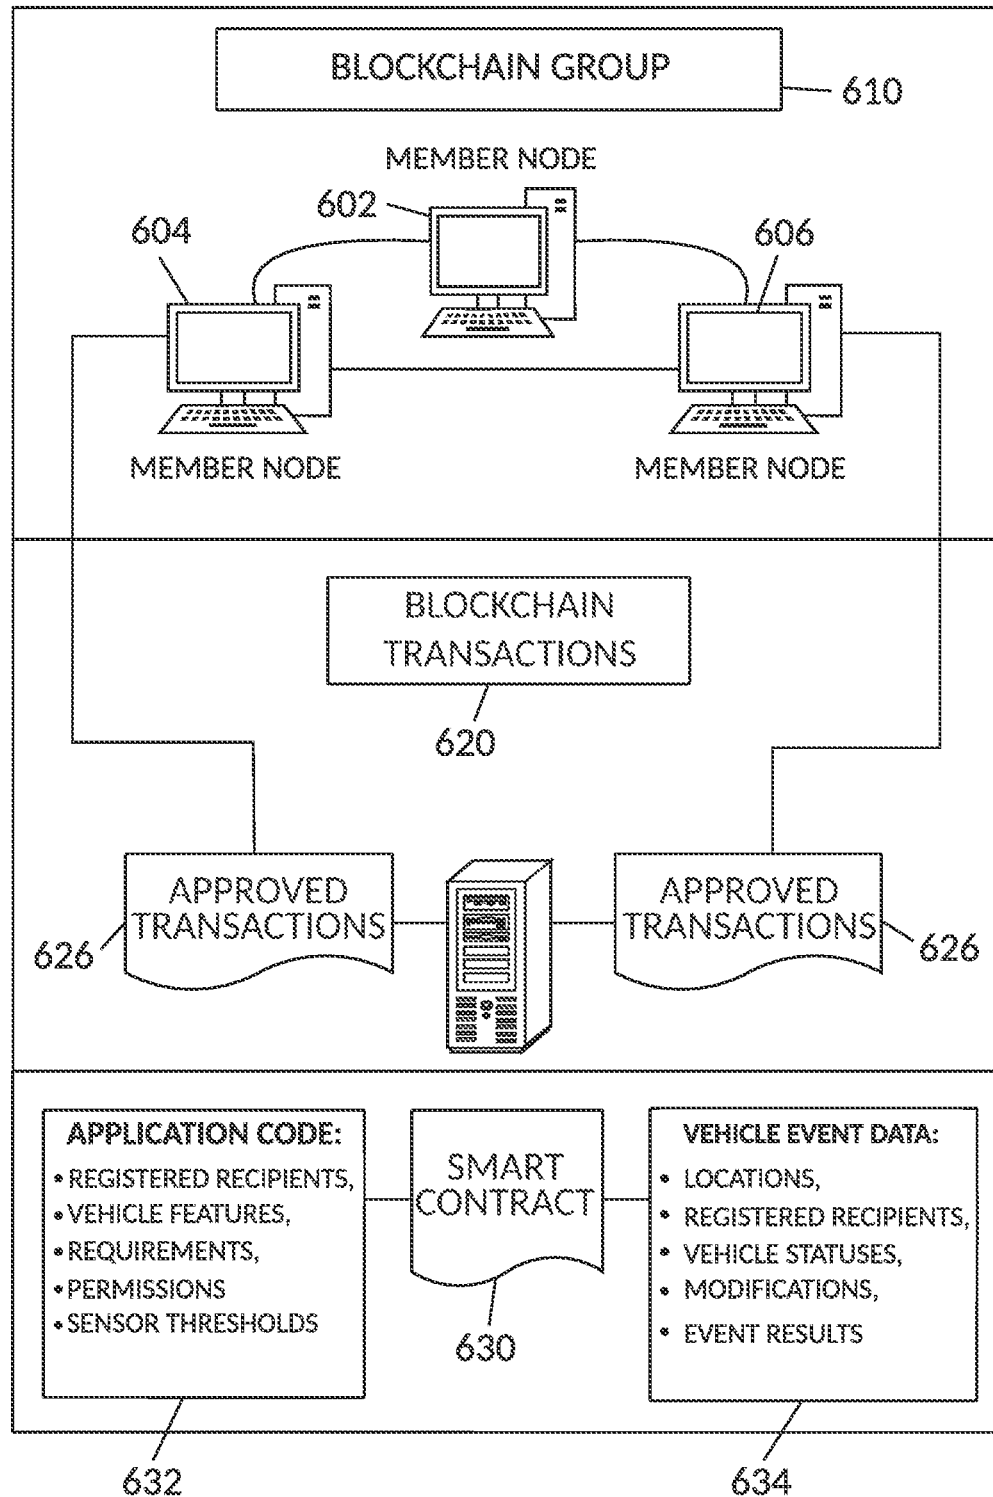 BLOCKCHAIN GROUP
610
MEMBER NODE
602
604
606
MEMBER NODE
MEMBER NODE
BLOCKCHAIN
TRANSACTIONS
620
APPROVED
TRANSACTIONS
626
APPROVED
TRANSACTIONS
626
APPLICATION CODE:
• REGISTERED RECIPIENTS,
• VEHICLE FEATURES,
• REQUIREMENTS,
• PERMISSIONS
• SENSOR THRESHOLDS
632
SMART
CONTRACT
630
VEHICLE EVENT DATA:
• LOCATIONS,
• REGISTERED RECIPIENTS,
• VEHICLE STATUSES,
• MODIFICATIONS,
• EVENT RESULTS
634